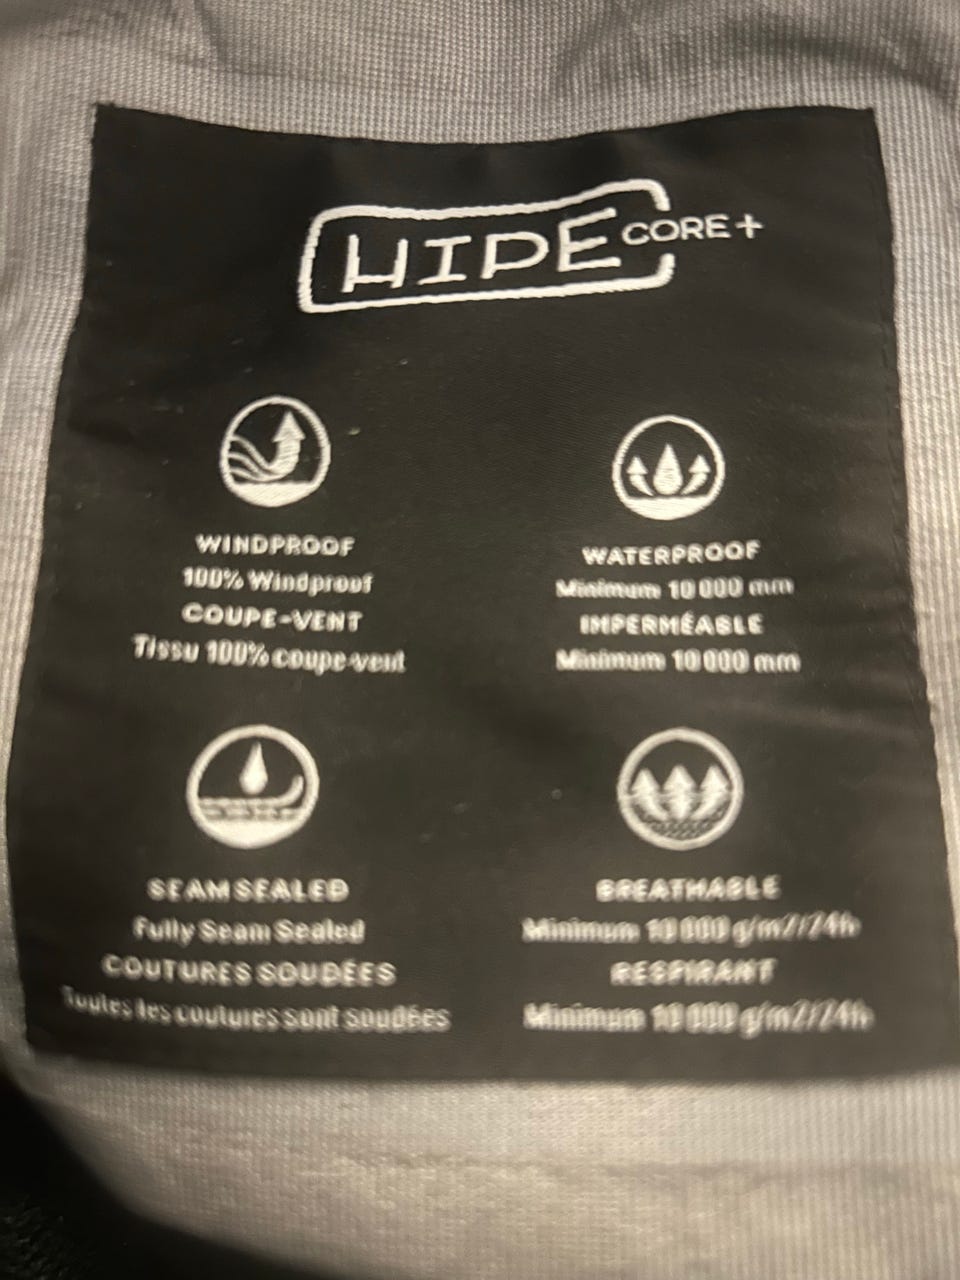 HIDE CORE+
WINDPROOF
100% Windproof
COUPE-VENT
Tissu 100% coupe-vent
WATERPROOF
Minimum 10 000 mm
IMPERMÉABLE
Minimum 10 000 mm
SEAM SEALED
Fully Seam Sealed
COUTURES SOUDÉES
Toutes les coutures sont soudées
BREATHABLE
Minimum 10 000 g/m2/24h
RESPIRANT
Minimum 10 000 g/m2/24h